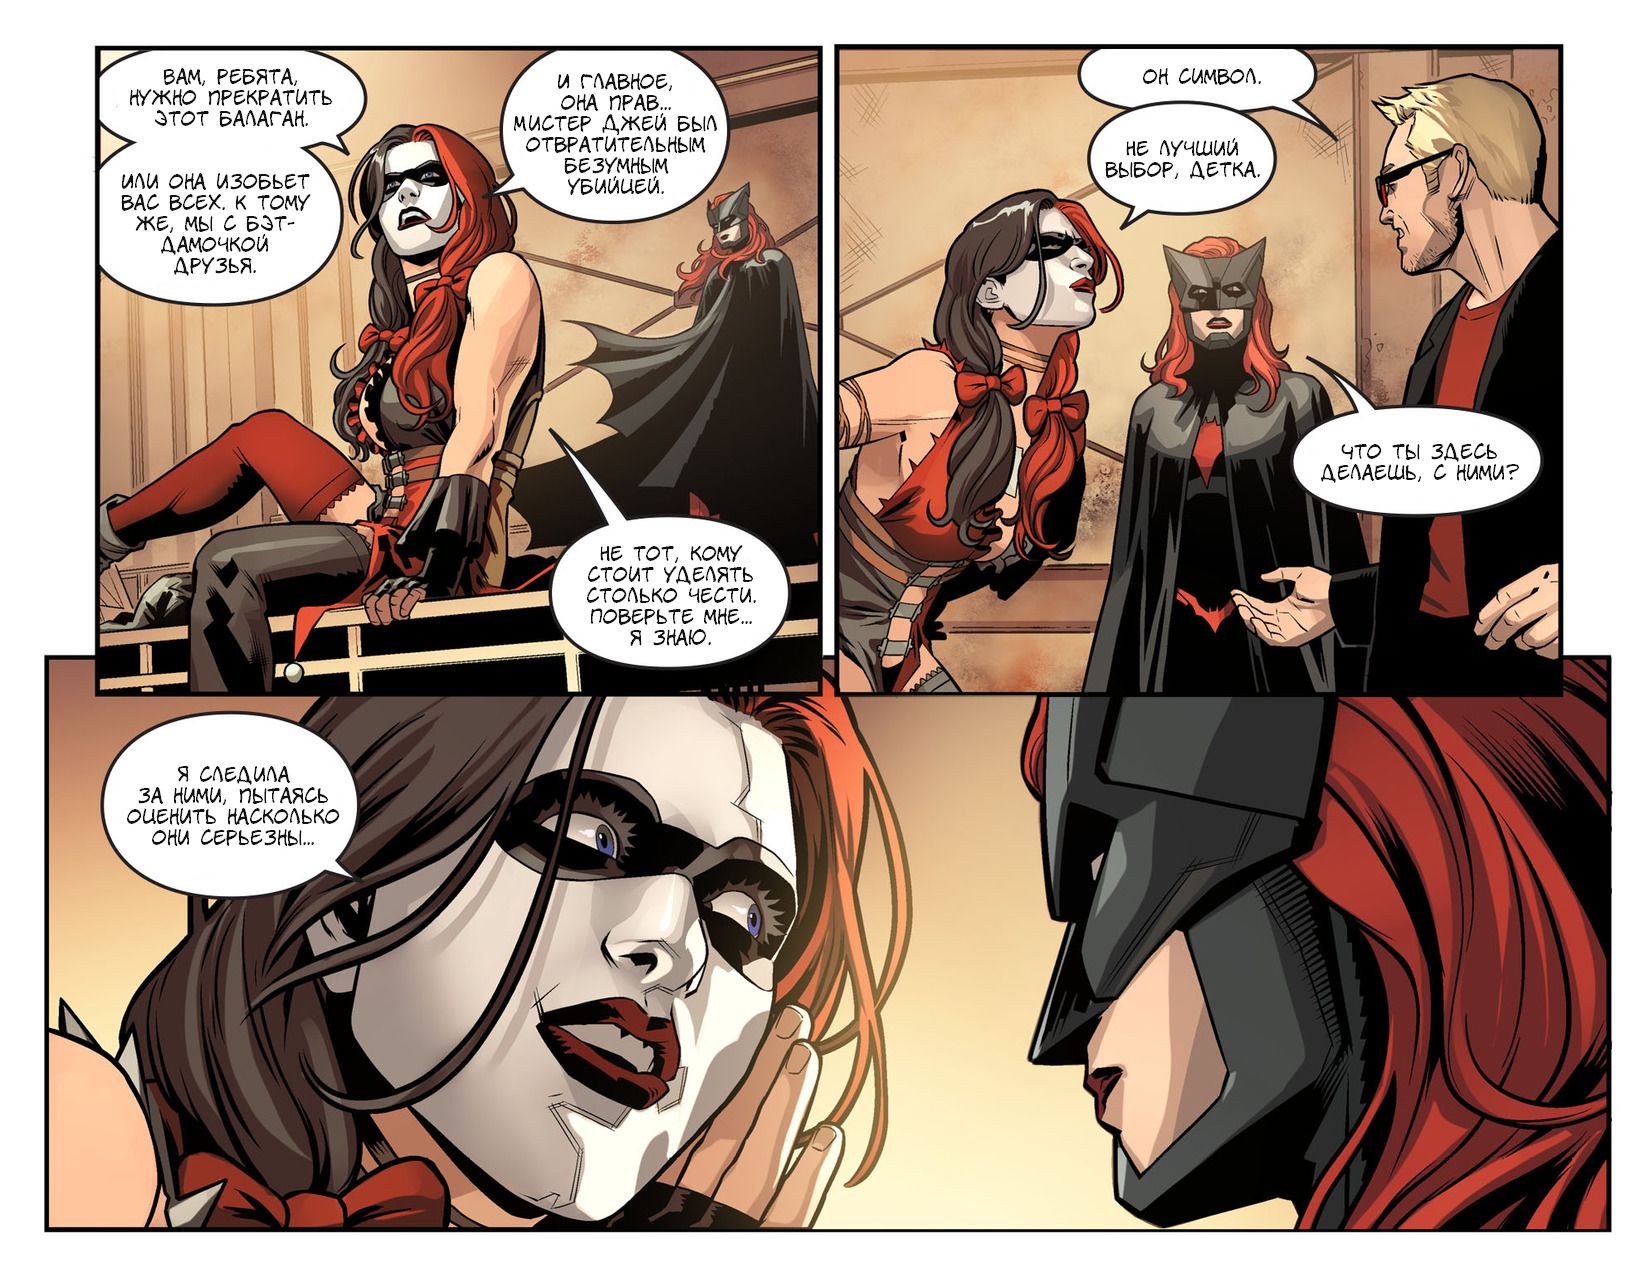 ВАМ, РЕБЯТА,
НУЖНО ПРЕКРАТИТЬ
ЭТОТ БАЛАГАН.
ИЛИ ОНА ИЗОБЬЕТ
ВАС ВСЕХ. К ТОМУ
ЖЕ, МЫ С БЭТ-
ДАМОЧКОЙ
ДРУЗЬЯ.
И ГЛАВНОЕ,
ОНА ПРАВ...
МИСТЕР ДЖЕЙ БЫЛ
ОТВРАТИТЕЛЬНЫМ
БЕЗУМНЫМ
УБИЙЦЕЙ.
НЕ ТОТ, КОМУ
СТОИТ УДЕЛЯТЬ
СТОЛЬКО ЧЕСТИ.
ПОВЕРЬТЕ МНЕ...
Я ЗНАЮ.
ОН СИМВОЛ.
НЕ ЛУЧШИЙ
ВЫБОР, ДЕТКА.
ЧТО ТЫ ЗДЕСЬ
ДЕЛАЕШЬ, С НИМИ?
Я СЛЕДИЛА
ЗА НИМИ, ПЫТАЯСЬ
ОЦЕНИТЬ НАСКОЛЬКО
ОНИ СЕРЬЕЗНЫ...